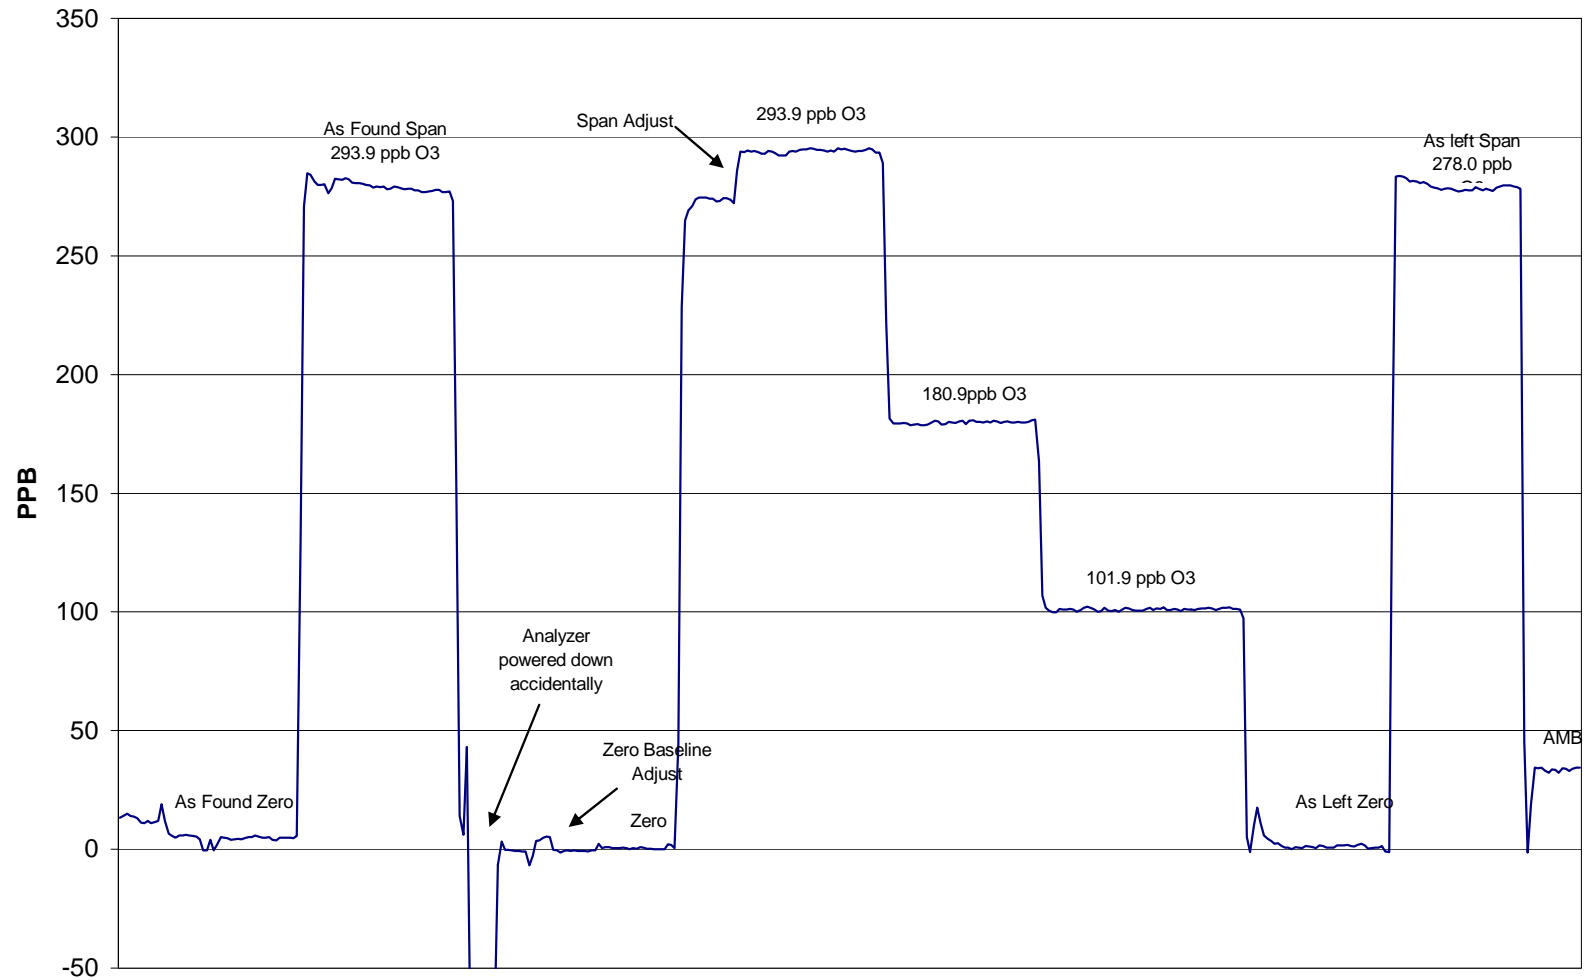 350
300
250
200
150
100
50
0
-50
PPB
As Found Zero
As Found Span
293.9 ppb O3
Analyzer
powered down
accidentally
Zero Baseline
Adjust
Zero
Span Adjust
293.9 ppb O3
180.9ppb O3
101.9 ppb O3
As Left Zero
As left Span
278.0 ppb
AMB